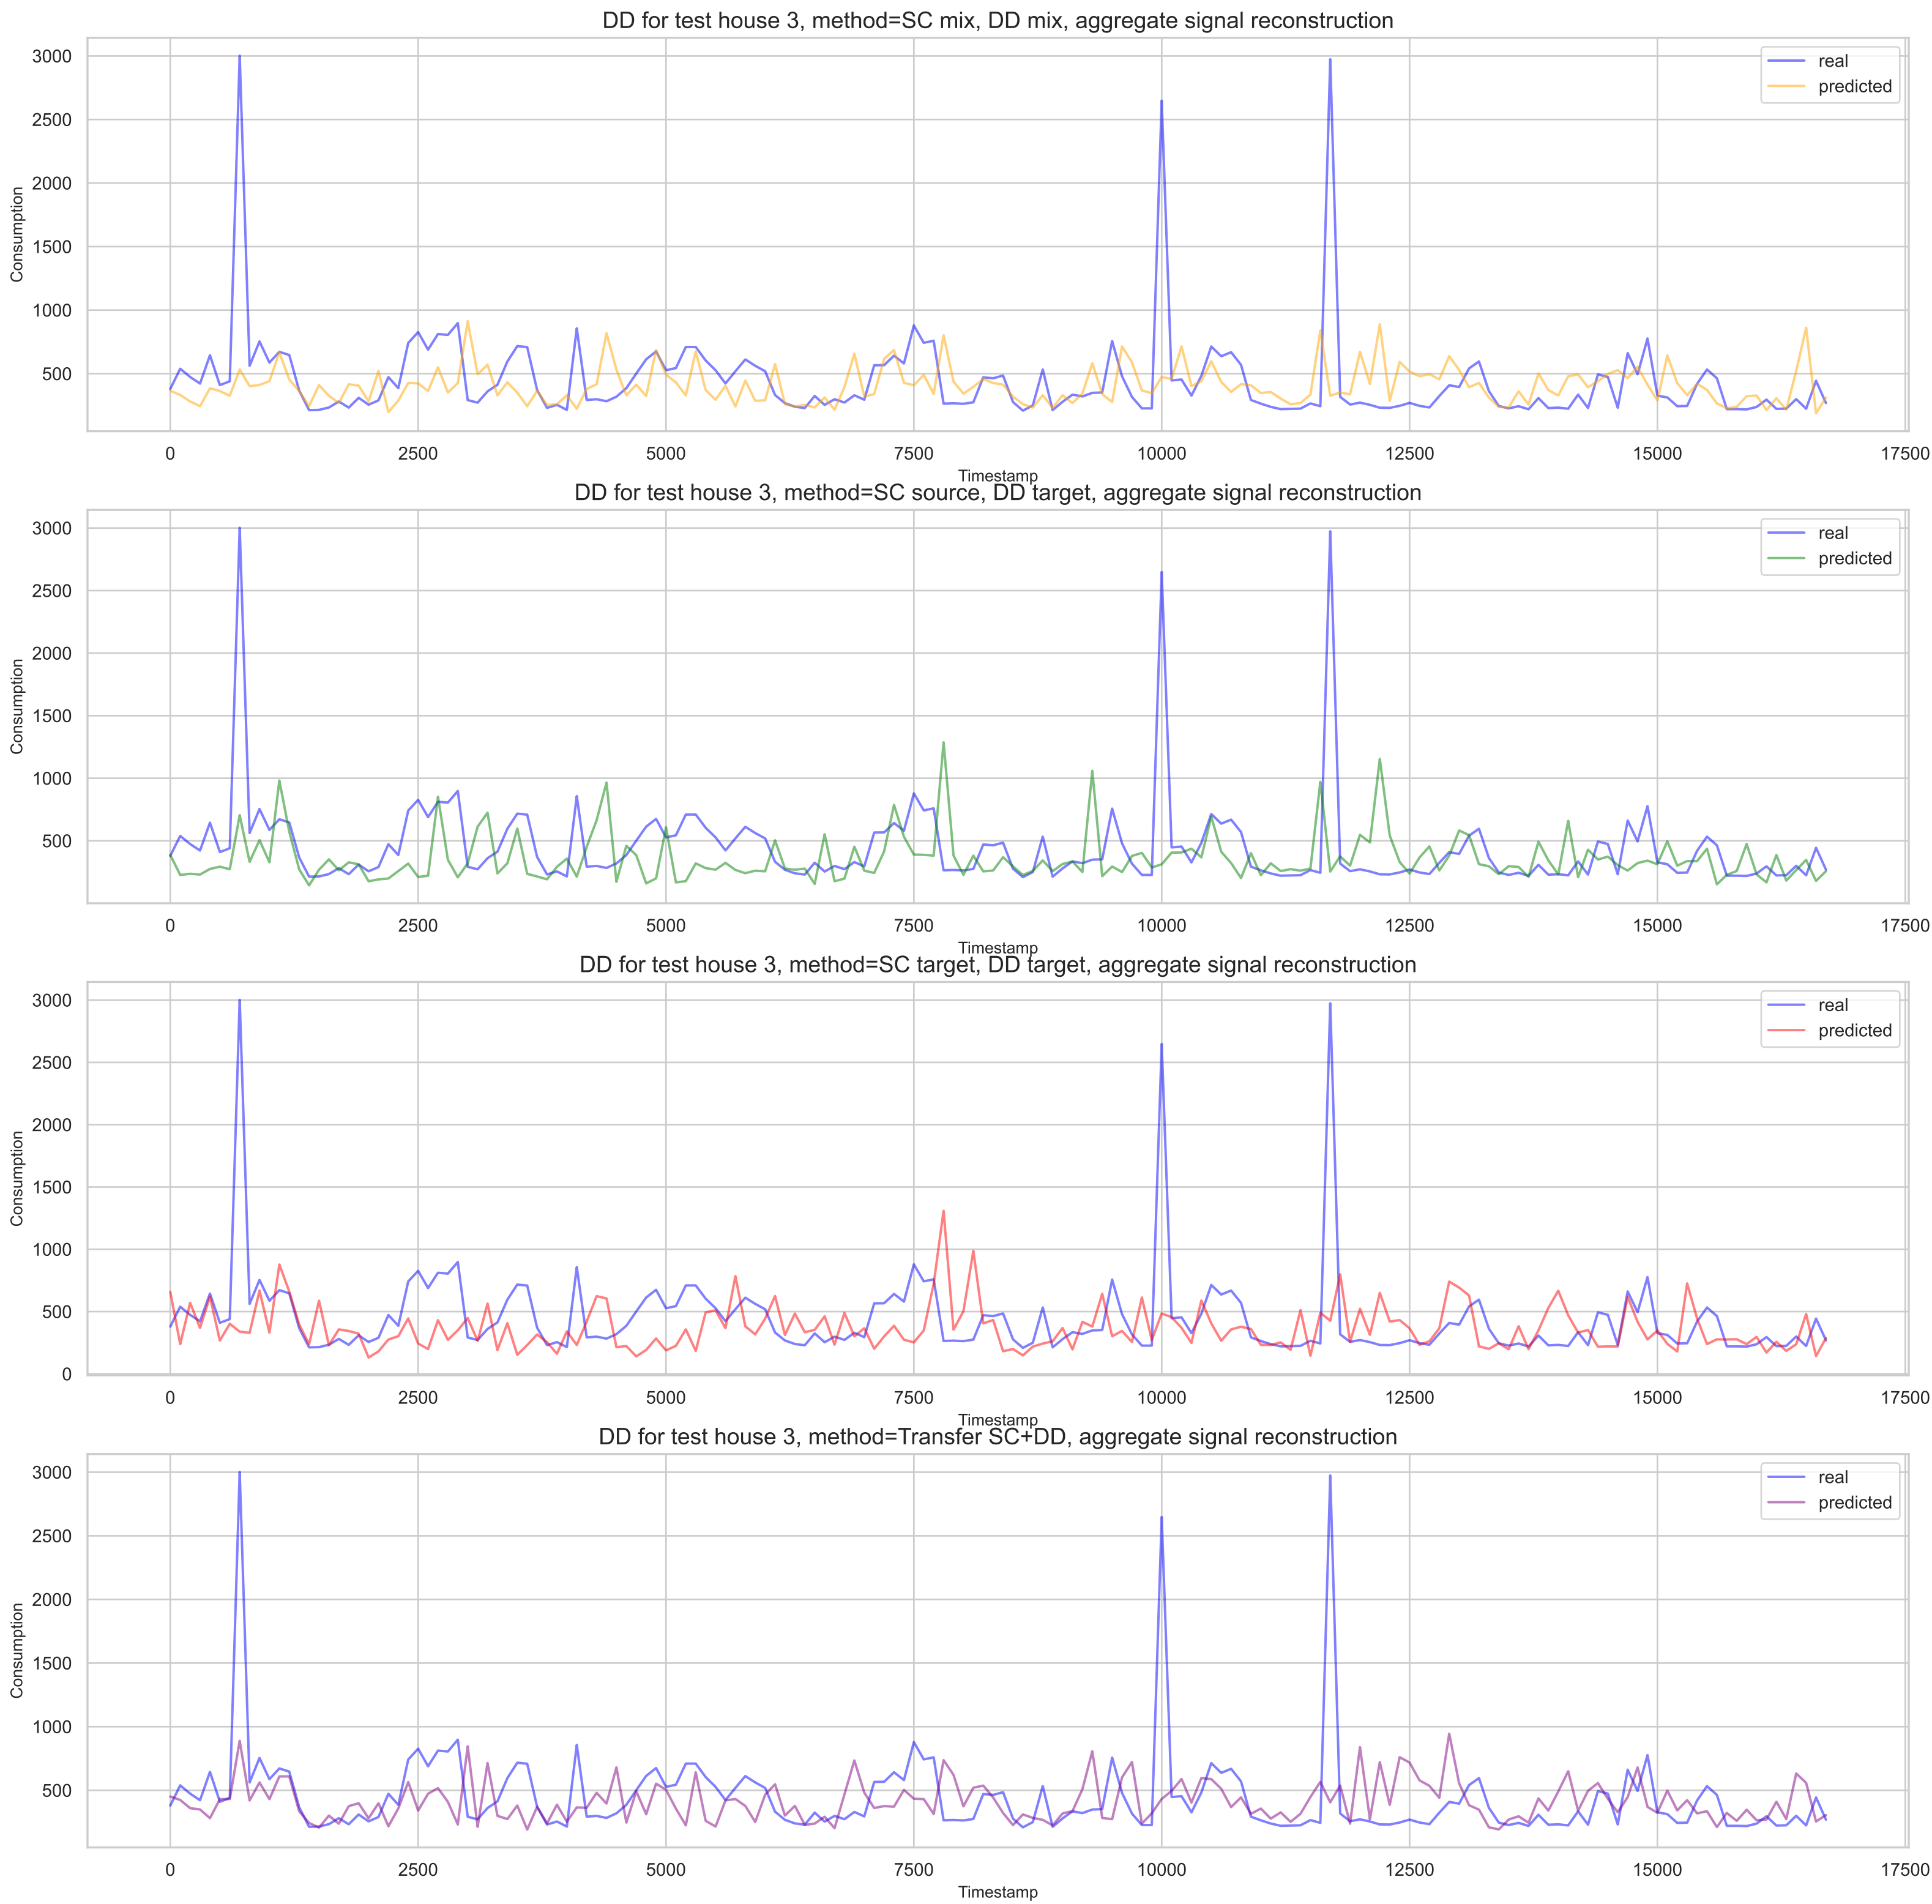 DD for test house 3, method=SC mix, DD mix, aggregate signal reconstruction
3000
2500
2000
1500
1000
500
Consumption
real
predicted
0 2500 5000 7500 10000 12500 15000 17500
Timestamp
DD for test house 3, method=SC source, DD target, aggregate signal reconstruction
3000
2500
2000
1500
1000
500
Consumption
real
predicted
0 2500 5000 7500 10000 12500 15000 17500
Timestamp
DD for test house 3, method=SC target, DD target, aggregate signal reconstruction
3000
2500
2000
1500
1000
500
0
Consumption
real
predicted
0 2500 5000 7500 10000 12500 15000 17500
Timestamp
DD for test house 3, method=Transfer SC+DD, aggregate signal reconstruction
3000
2500
2000
1500
1000
500
Consumption
real
predicted
0 2500 5000 7500 10000 12500 15000 17500
Timestamp